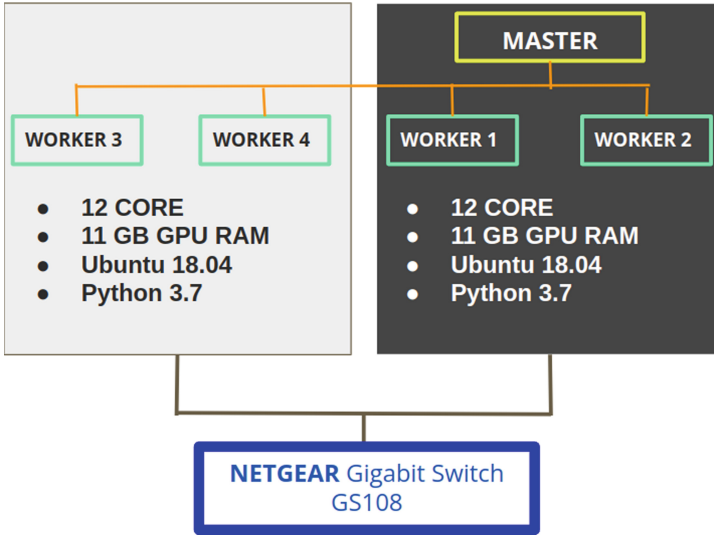 MASTER
WORKER 3
WORKER 4
WORKER 1
WORKER 2
● 12 CORE
● 11 GB GPU RAM
● Ubuntu 18.04
● Python 3.7
● 12 CORE
● 11 GB GPU RAM
● Ubuntu 18.04
● Python 3.7
NETGEAR Gigabit Switch
GS108